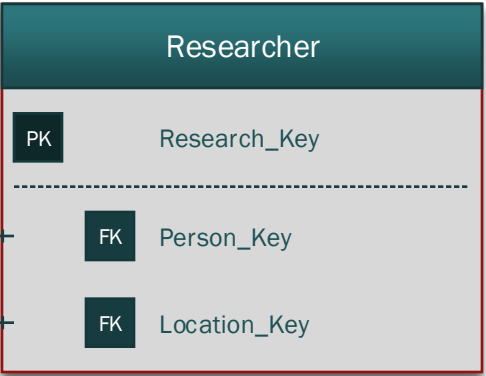 Researcher
PK Research_Key
FK Person_Key
FK Location_Key